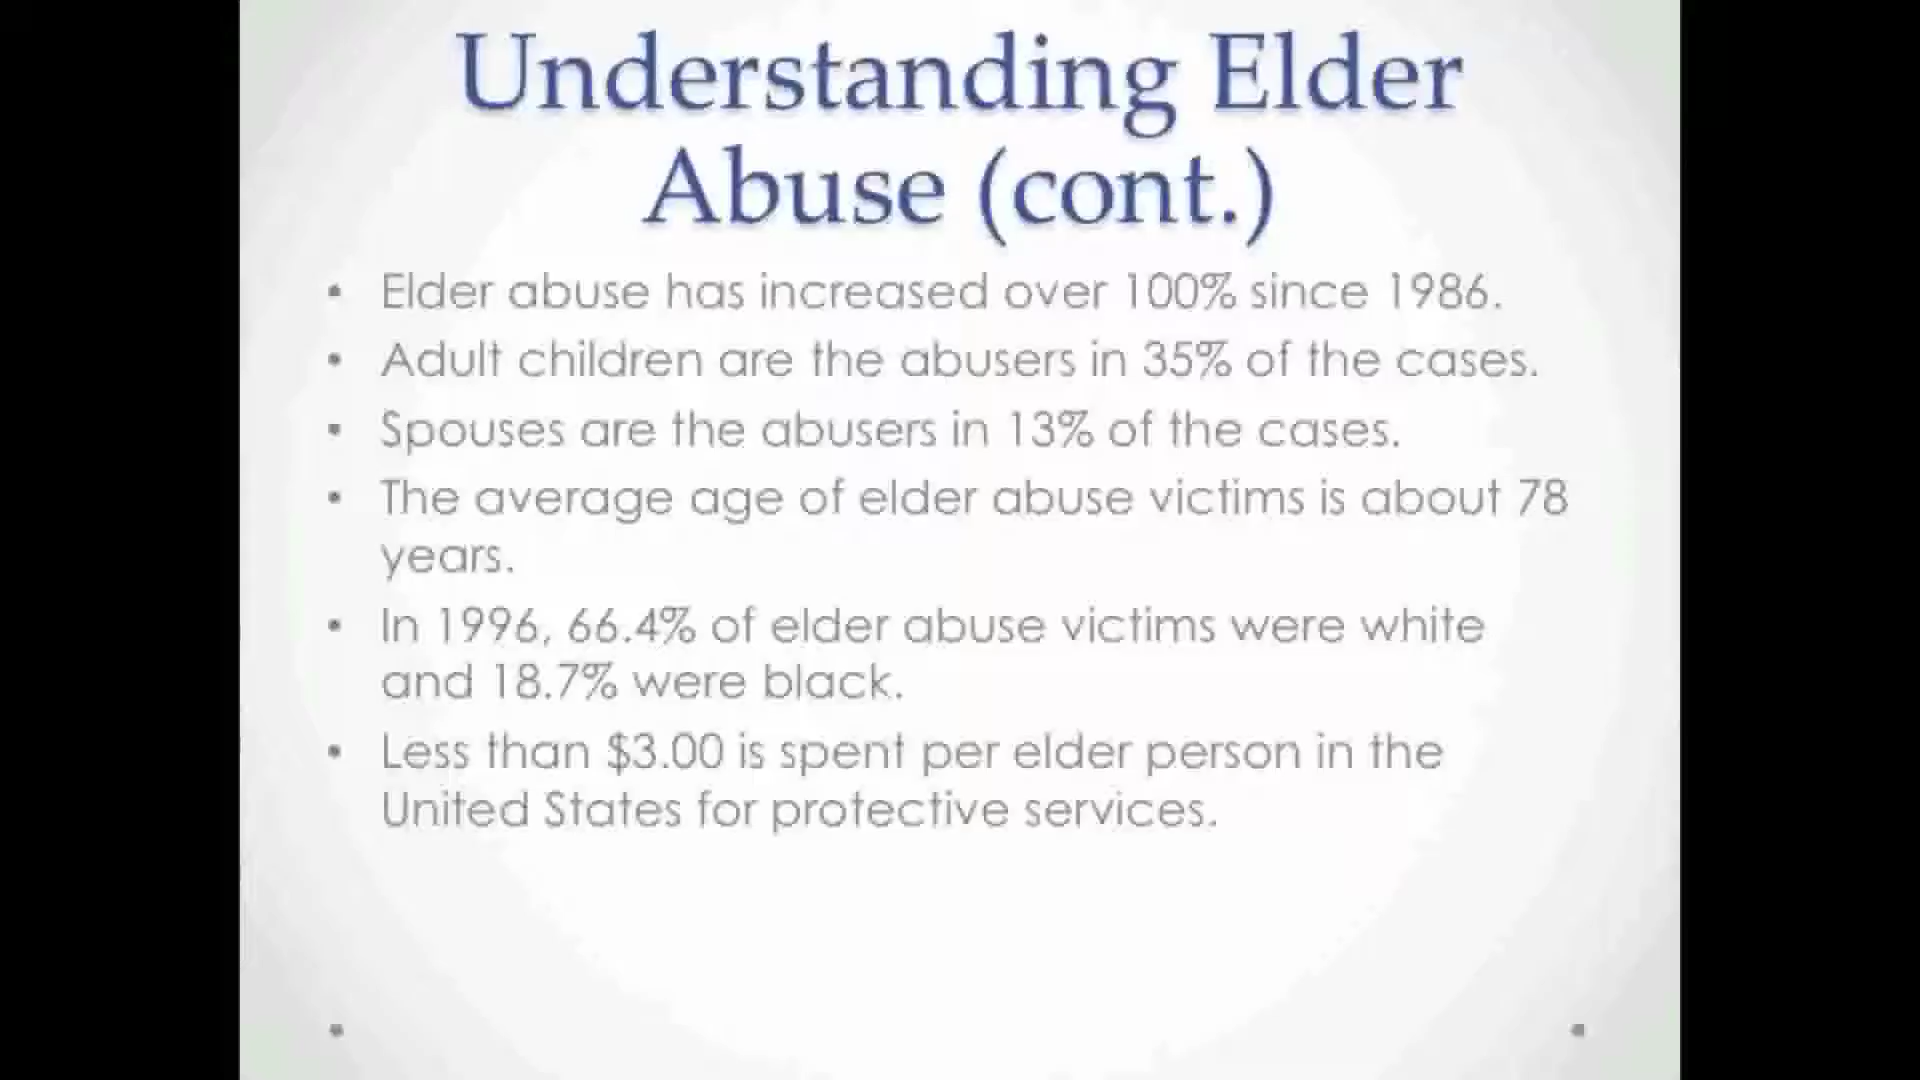 Understanding Elder
Abuse (cont.)
• Elder abuse has increased over 100% since 1986.
• Adult children are the abusers in 35% of the cases.
• Spouses are the abusers in 13% of the cases.
• The average age of elder abuse victims is about 78
years.
• In 1996, 66.4% of elder abuse victims were white
and 18.7% were black.
• Less than $3.00 is spent per elder person in the
United States for protective services.